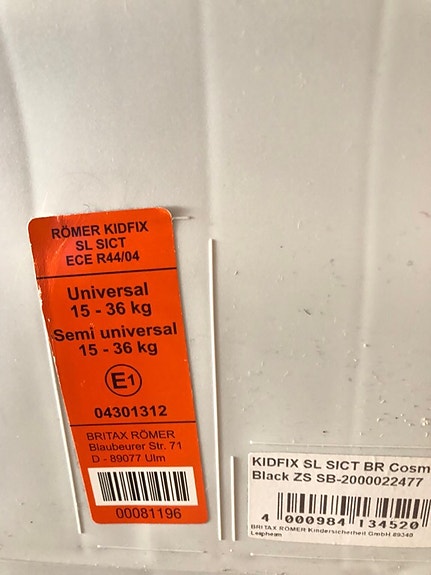 RÖMER KIDFIX
SL SICT
ECE R44/04
Universal
15 - 36 kg
Semi universal
15 - 36 kg
E1
04301312
BRITAX RÖMER
Blaubeurer Str. 71
D - 89077 Ulm
00081196
KIDFIX SL SICT BR Cosm
Black ZS SB-2000022477
4 000984 134520
BRITAX RÖMER Kindersicherheit GmbH 89340
Leipheim